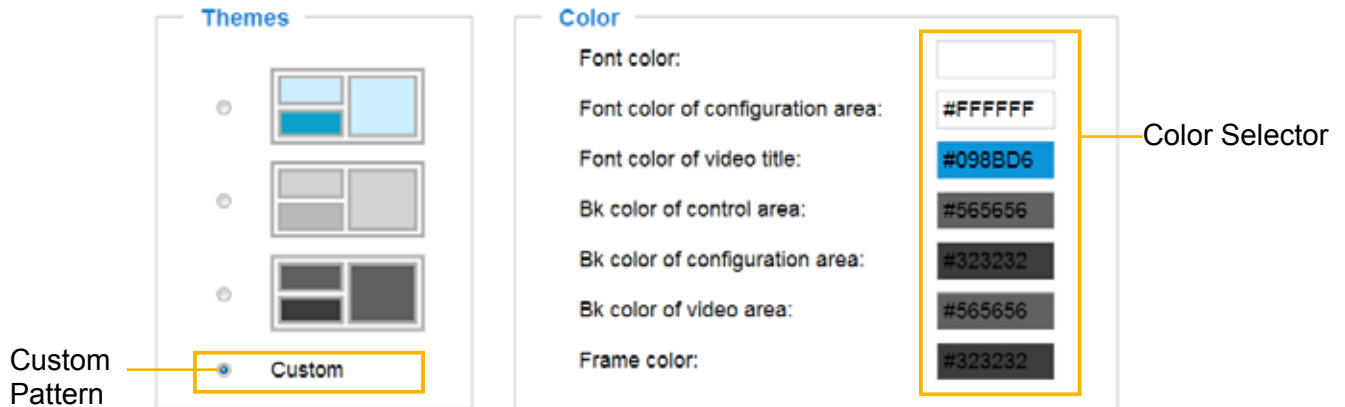 Themes
Custom
Custom
Pattern
Color
Font color:
Font color of configuration area: #FFFFFF
Font color of video title: #098BD6
Bk color of control area: #565656
Bk color of configuration area: #323232
Bk color of video area: #565656
Frame color: #323232
Color Selector